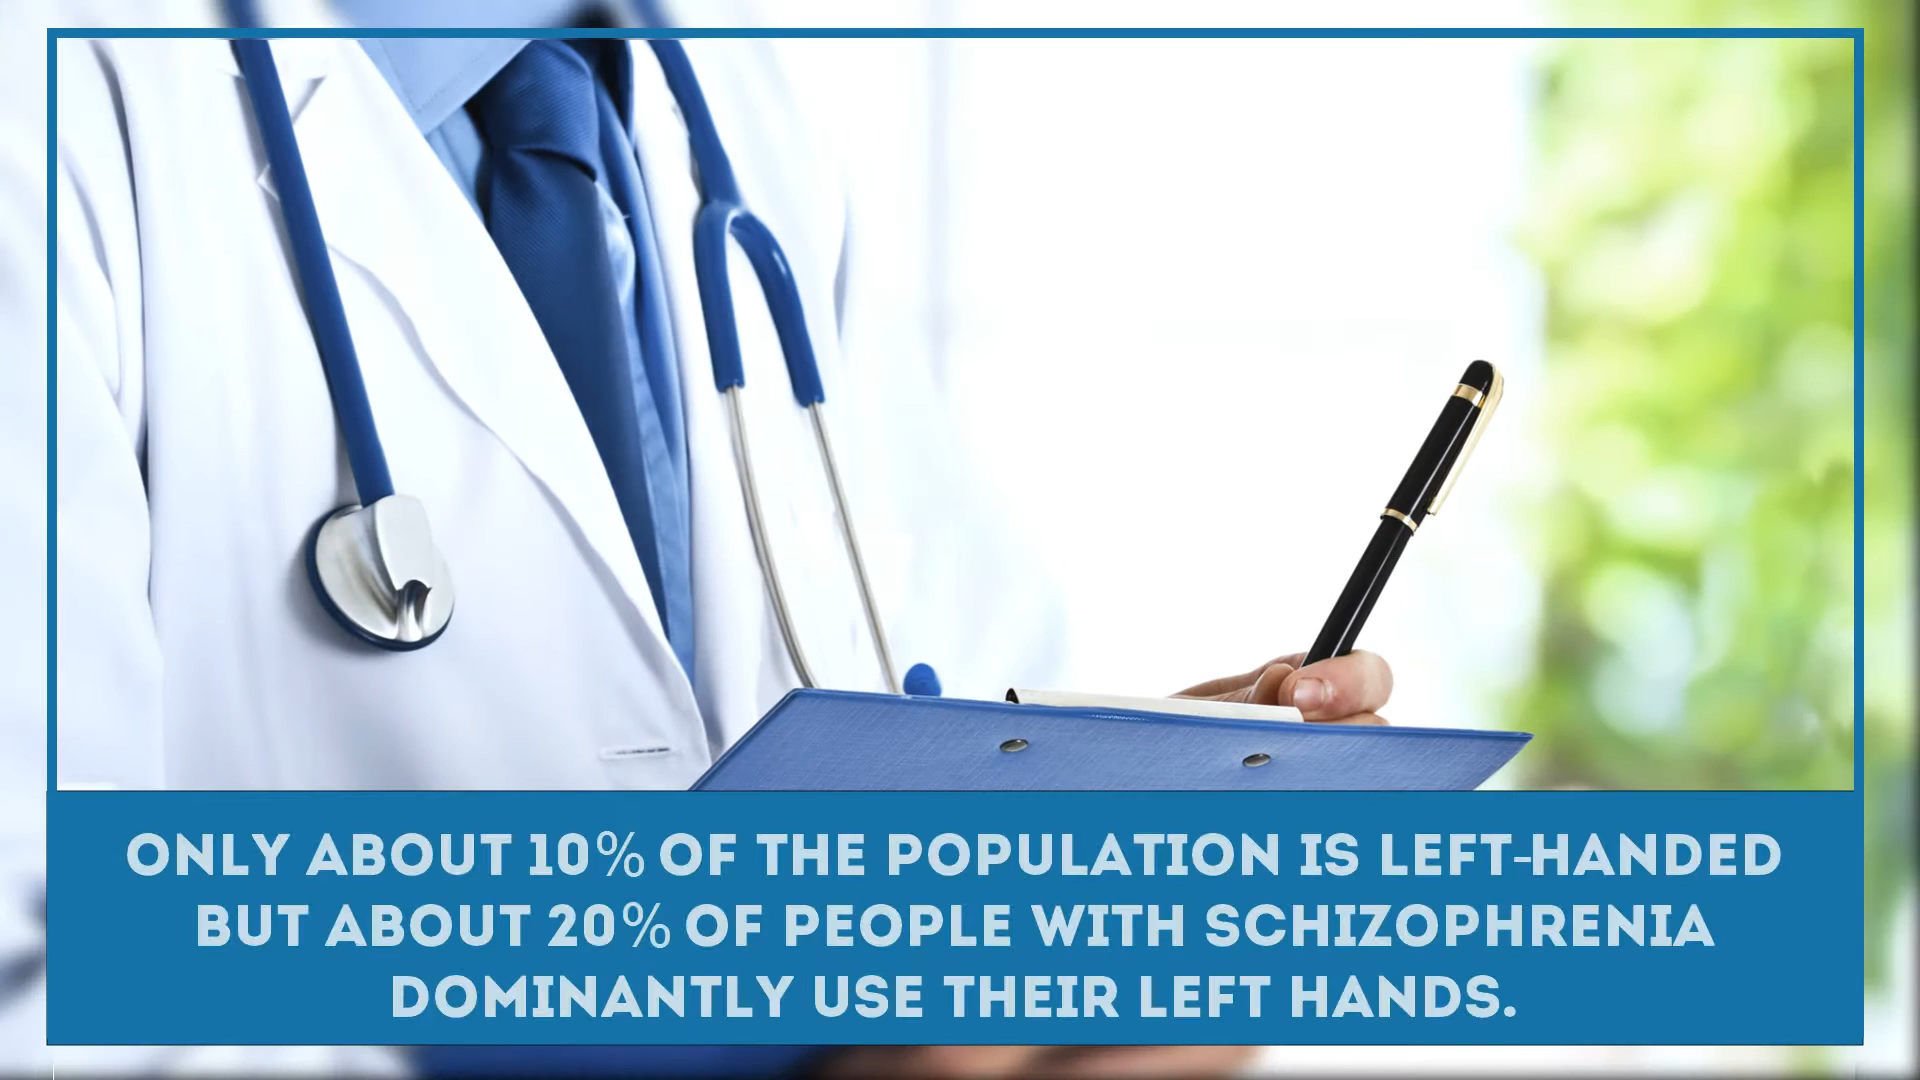 ONLY ABOUT 10% OF THE POPULATION IS LEFT-HANDED
BUT ABOUT 20% OF PEOPLE WITH SCHIZOPHRENIA
DOMINANTLY USE THEIR LEFT HANDS.